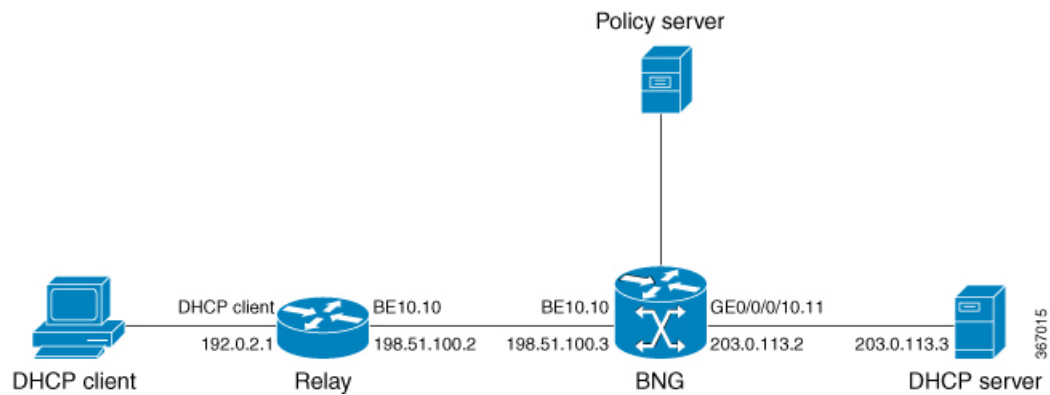 Policy server
DHCP client
BE10.10
BE10.10
GE0/0/0/10.11
192.0.2.1
198.51.100.2
198.51.100.3
203.0.113.2
203.0.113.3
DHCP client
Relay
BNG
DHCP server
367015